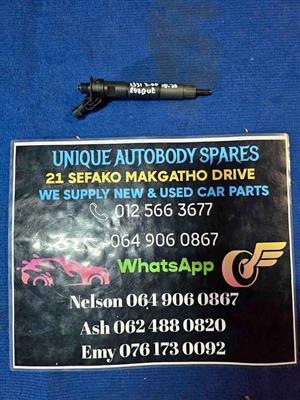 UNIQUE AUTOBODY SPARES
21 SEFAKO MAKGATHO DRIVE
WE SUPPLY NEW & USED CAR PARTS
012 566 3677
064 906 0867
WhatsApp
Nelson 064 906 0867
Ash 062 488 0820
Emy 076 173 0092